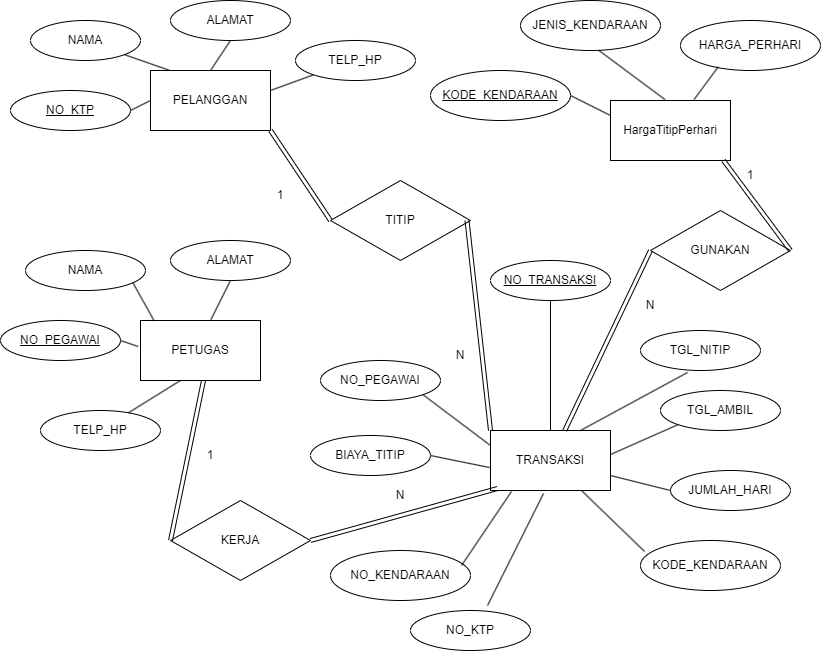 ALAMAT
NAMA
TELP_HP
NO_KTP
PELANGGAN
JENIS_KENDARAAN
HARGA_PERHARI
KODE_KENDARAAN
HargaTitipPerhari
1
1
TITIP
GUNAKAN
NAMA
ALAMAT
NO_TRANSAKSI
N
NO_PEGAWAI
PETUGAS
TELP_HP
N
NO_PEGAWAI
TGL_NITIP
TGL_AMBIL
BIAYA_TITIP
TRANSAKSI
JUMLAH_HARI
1
N
KERJA
NO_KENDARAAN
KODE_KENDARAAN
NO_KTP